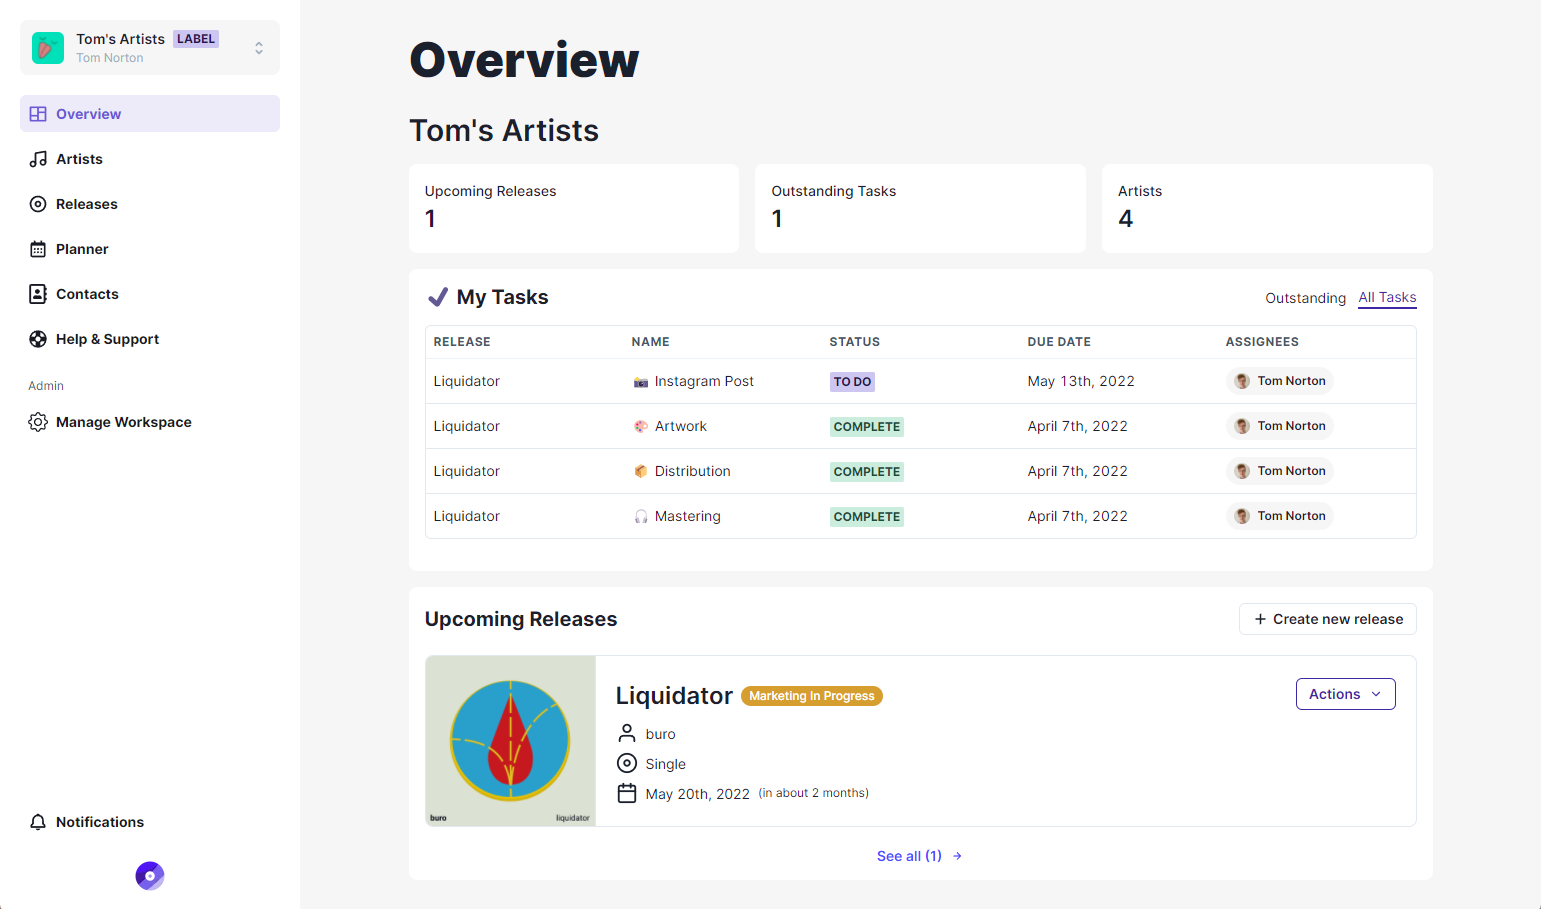 Tom's Artists LABEL
Tom Norton
Overview
Artists
Releases
Planner
Contacts
Help & Support
Admin
Manage Workspace
Notifications
Overview
Tom's Artists
Upcoming Releases
1
Outstanding Tasks
1
Artists
4
My Tasks
Outstanding All Tasks
RELEASE NAME STATUS DUE DATE ASSIGNEES
Liquidator Instagram Post TO DO May 13th, 2022 Tom Norton
Liquidator Artwork COMPLETE April 7th, 2022 Tom Norton
Liquidator Distribution COMPLETE April 7th, 2022 Tom Norton
Liquidator Mastering COMPLETE April 7th, 2022 Tom Norton
Upcoming Releases
+ Create new release
buro liquidator
Liquidator Marketing In Progress
Actions
buro
Single
May 20th, 2022 (in about 2 months)
See all (1) →